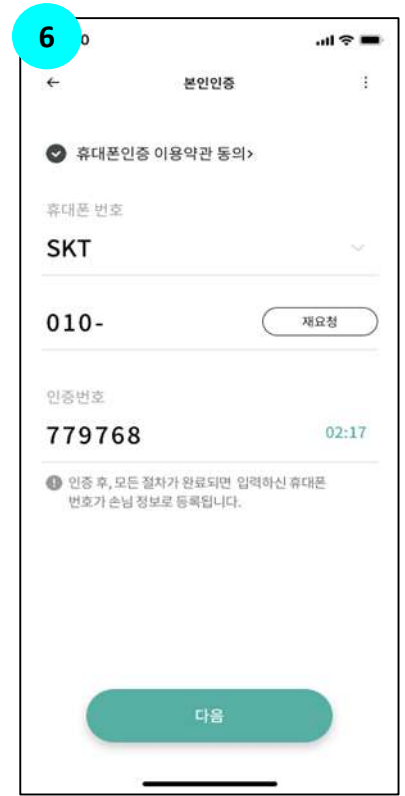 6
0
본인인증
휴대폰인증 이용약관 동의>
휴대폰 번호
SKT
010-
재요청
인증번호
779768
02:17
인증 후, 모든 절차가 완료되면 입력하신 휴대폰
번호가 손님 정보로 등록됩니다.
다음